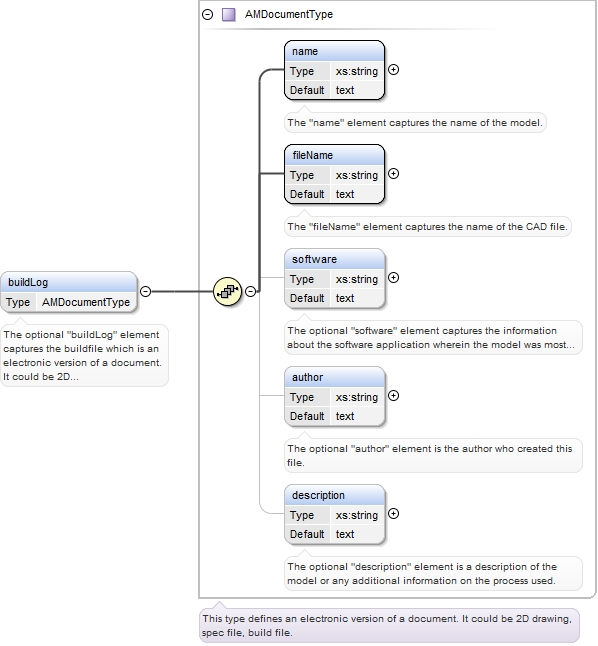 AMDocumentType
name
Type xs:string
Default text
The "name" element captures the name of the model.
fileName
Type xs:string
Default text
The "fileName" element captures the name of the CAD file.
software
Type xs:string
Default text
The optional "software" element captures the information
about the software application wherein the model was most...
buildLog
Type AMDocumentType
The optional "buildLog" element
captures the buildfile which is an
electronic version of a document.
It could be 2D...
author
Type xs:string
Default text
The optional "author" element is the author who created this
file.
description
Type xs:string
Default text
The optional "description" element is a description of the
model or any additional information on the process used.
This type defines an electronic version of a document. It could be 2D drawing,
spec file, build file.